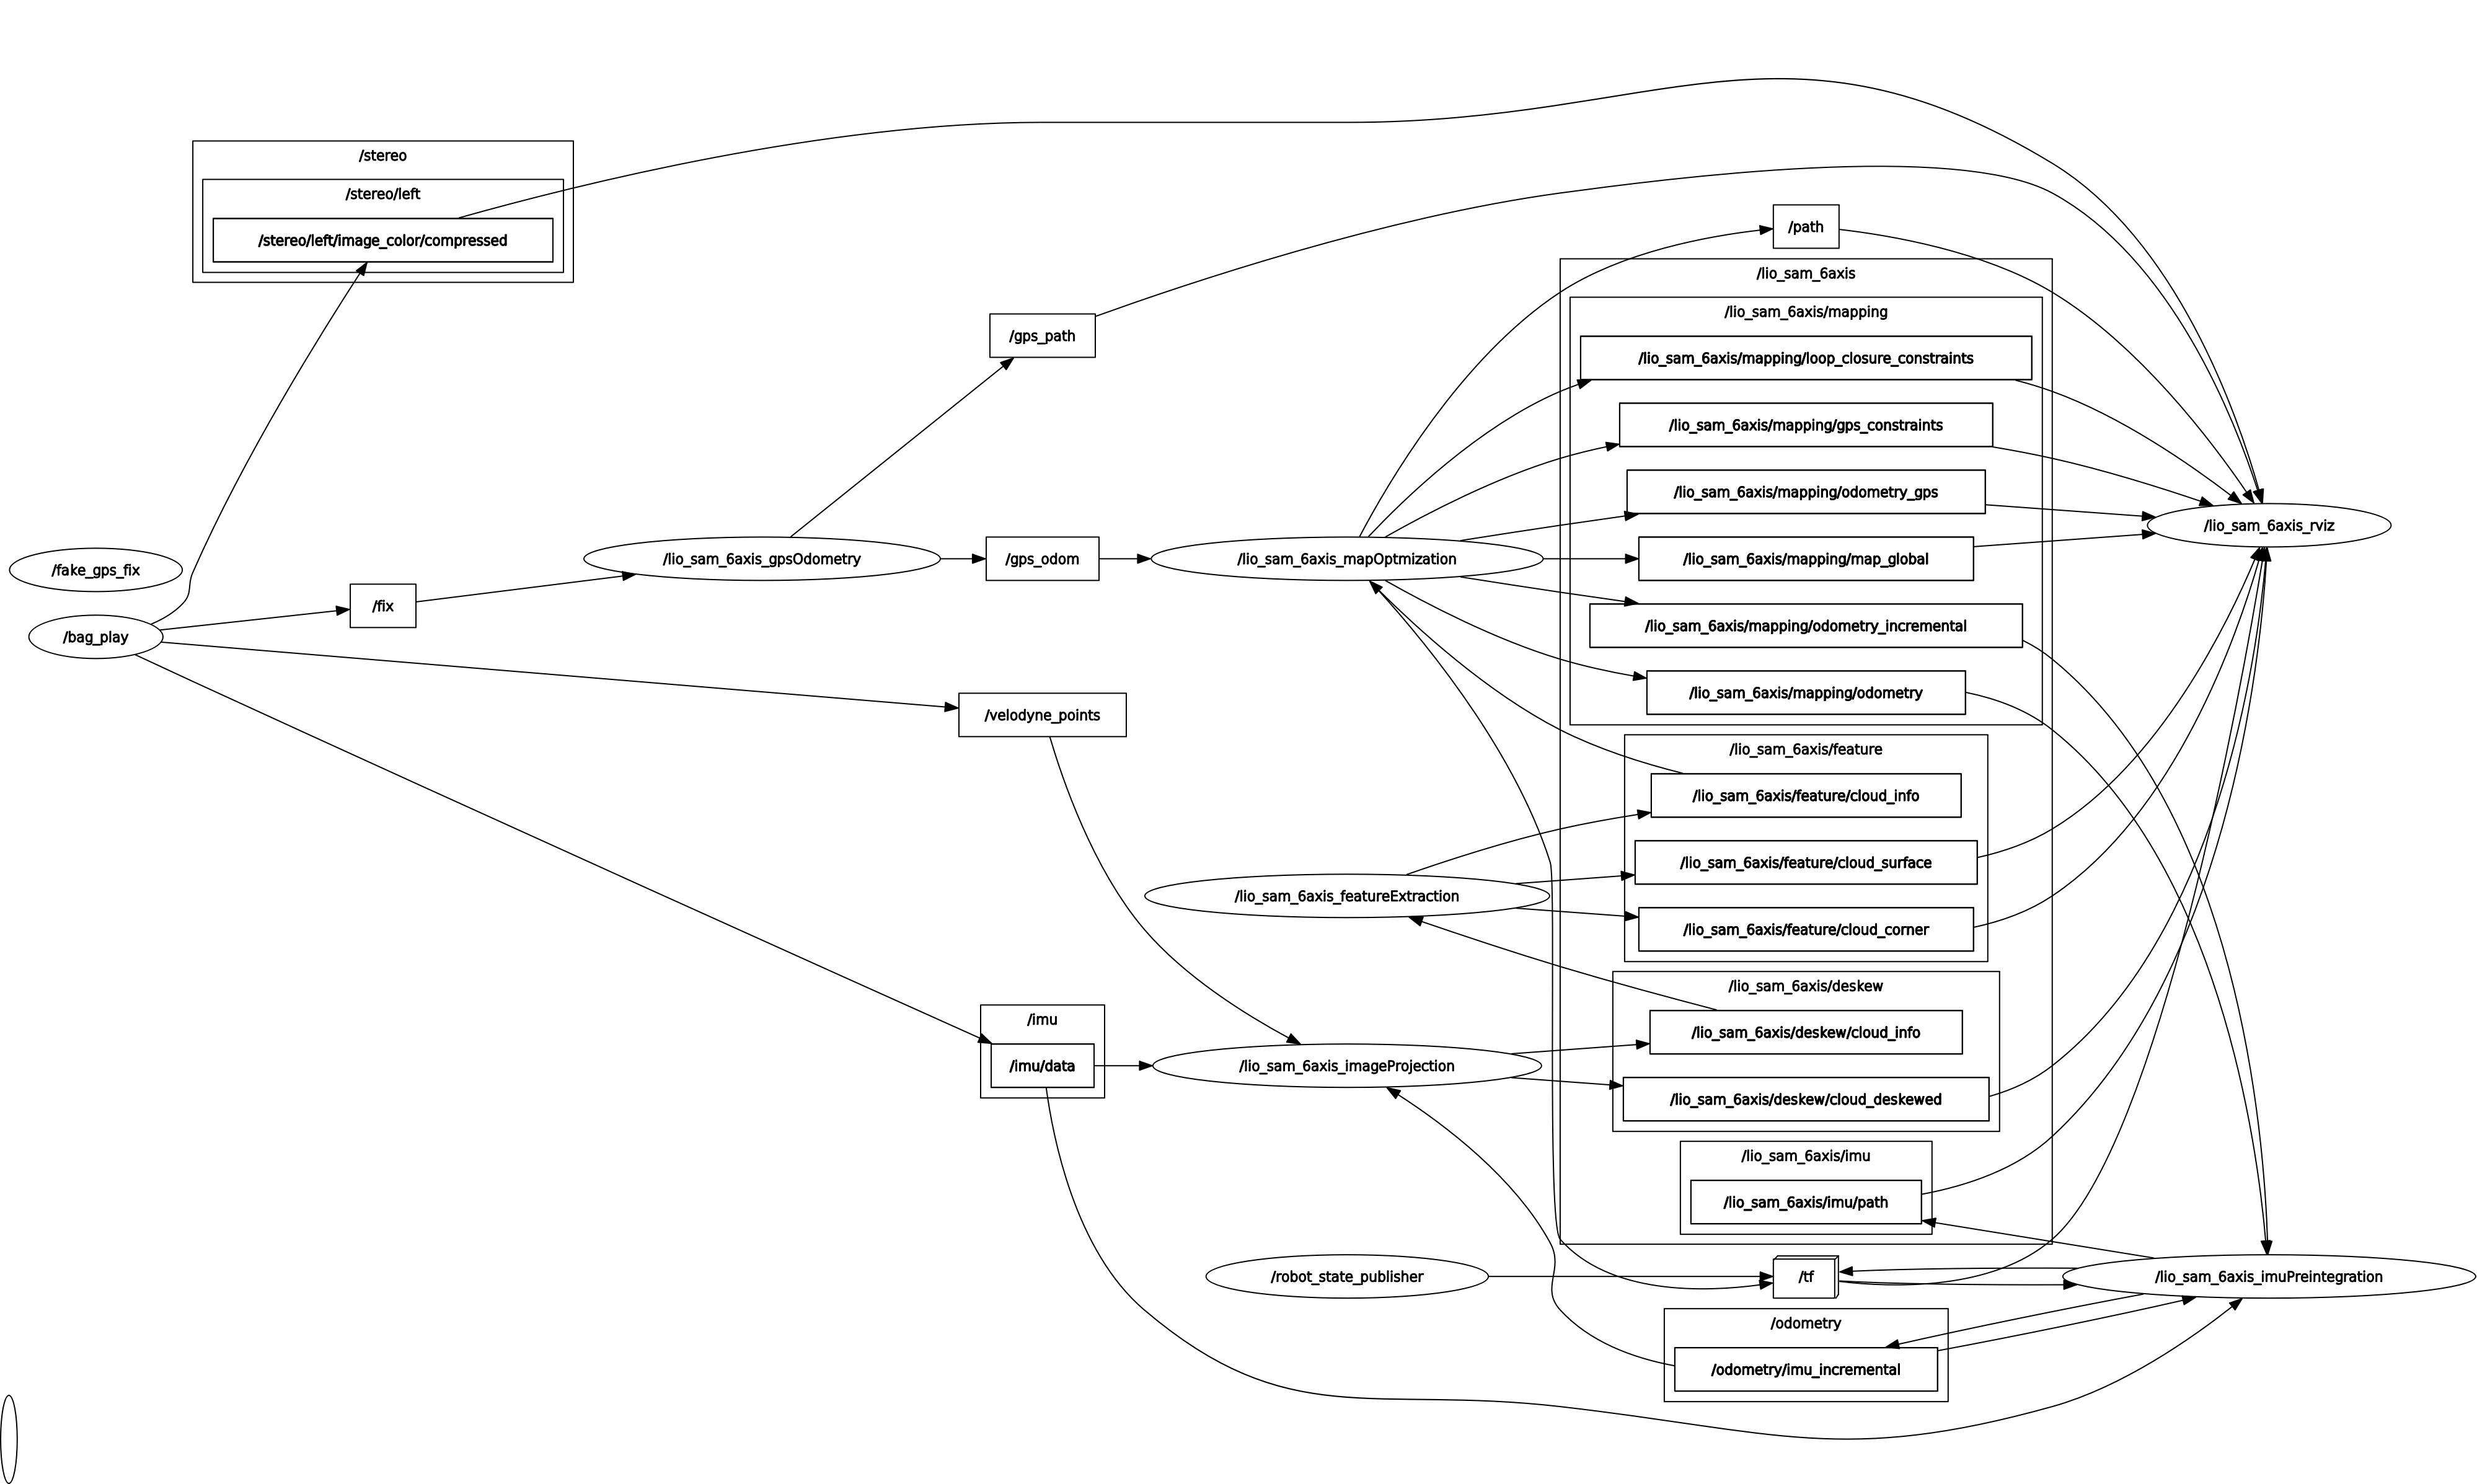 /stereo
/stereo/left
/stereo/left/image_color/compressed
/path
/lio_sam_6axis
/lio_sam_6axis/mapping
/gps_path
/lio_sam_6axis/mapping/loop_closure_constraints
/lio_sam_6axis/mapping/gps_constraints
/lio_sam_6axis/mapping/odometry_gps
/lio_sam_6axis_rviz
/fake_gps_fix
/lio_sam_6axis_gpsOdometry
/gps_odom
/lio_sam_6axis_mapOptmization
/lio_sam_6axis/mapping/map_global
/fix
/bag_play
/lio_sam_6axis/mapping/odometry_incremental
/lio_sam_6axis/mapping/odometry
/velodyne_points
/lio_sam_6axis/feature
/lio_sam_6axis/feature/cloud_info
/lio_sam_6axis/feature/cloud_surface
/lio_sam_6axis_featureExtraction
/lio_sam_6axis/feature/cloud_corner
/lio_sam_6axis/deskew
/imu
/lio_sam_6axis/deskew/cloud_info
/imu/data
/lio_sam_6axis_imageProjection
/lio_sam_6axis/deskew/cloud_deskewed
/lio_sam_6axis/imu
/lio_sam_6axis/imu/path
/robot_state_publisher
/tf
/lio_sam_6axis_imuPreintegration
/odometry
/odometry/imu_incremental